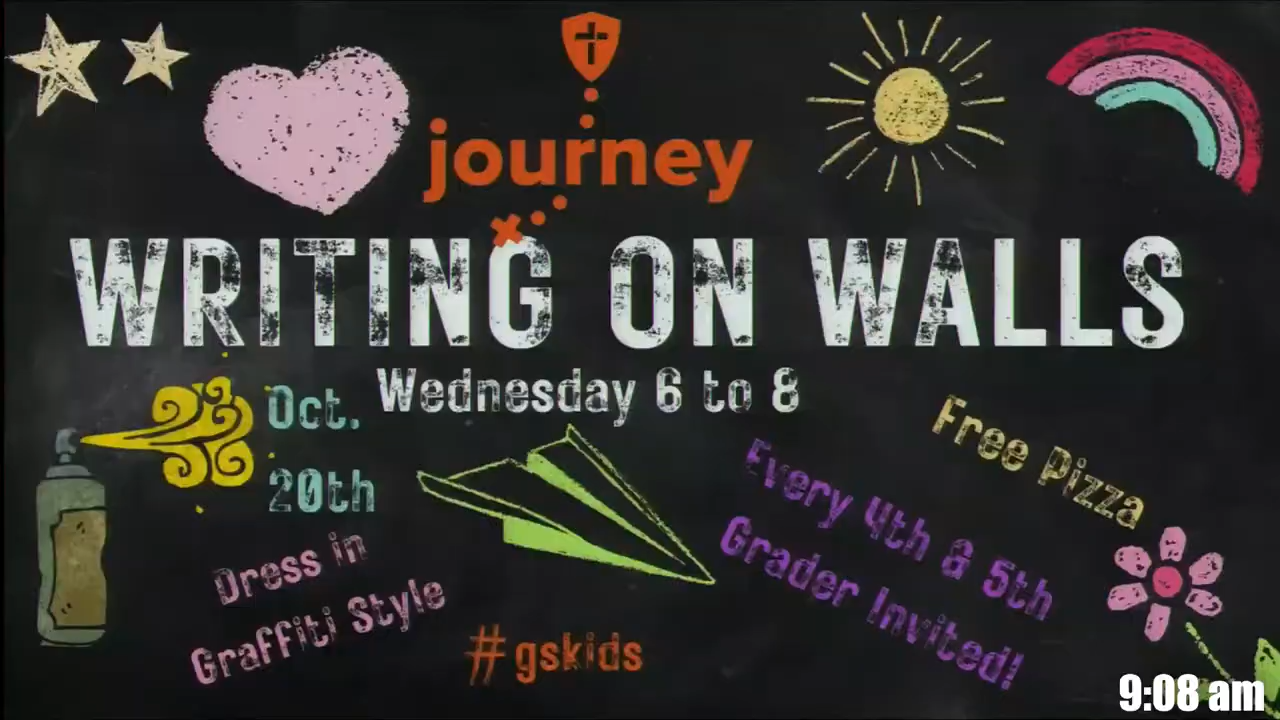 journey
WRITING ON WALLS
Wednesday 6 to 8
Oct.
20th
Free Pizza
Every 4th & 5th
Grader Invited!
Dress in
Graffiti Style
#gskids
9:08 am